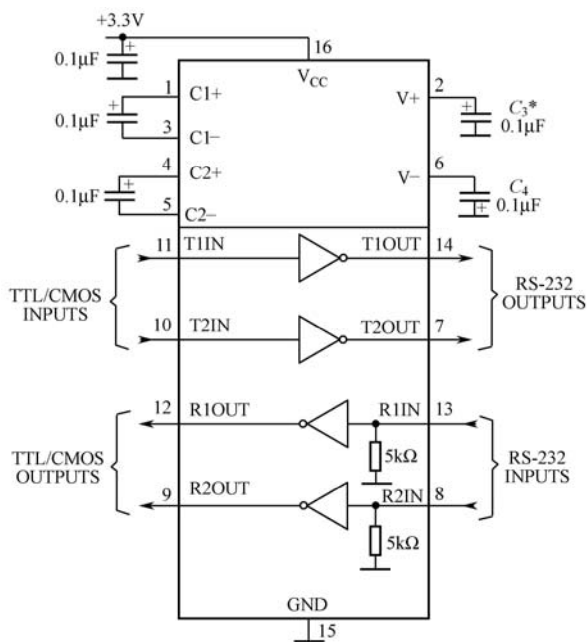 +3.3V
16
0.1μF
V_CC
1
C1+
V+
2
0.1μF
C₃*
0.1μF
3
C1−
4
C2+
V−
6
0.1μF
C₄
0.1μF
5
C2-
11
T1IN
T1OUT
14
TTL/CMOS
INPUTS
RS-232
OUTPUTS
10
T2IN
T2OUT
7
12
R1OUT
R1IN
13
TTL/CMOS
OUTPUTS
5kΩ
RS-232
INPUTS
9
R2OUT
R2IN
8
5kΩ
GND
15